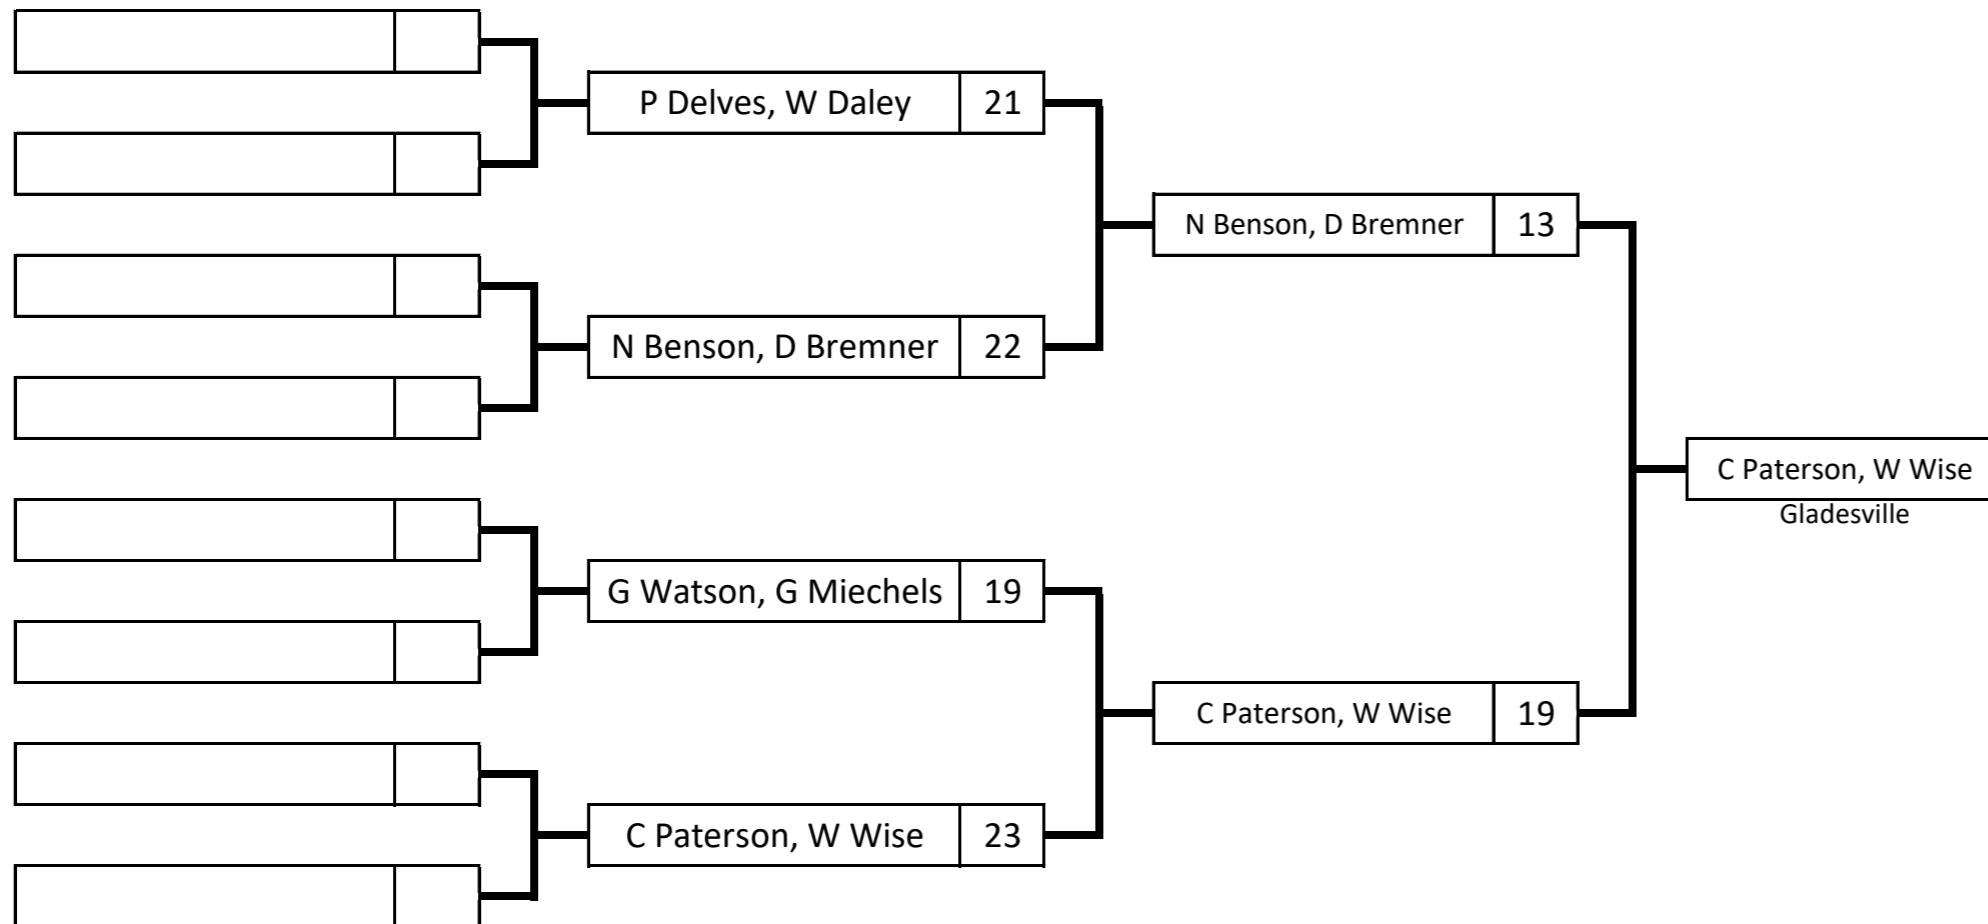 P Delves, W Daley 21
N Benson, D Bremner 13
N Benson, D Bremner 22
C Paterson, W Wise
Gladesville
G Watson, G Miechels 19
C Paterson, W Wise 19
C Paterson, W Wise 23